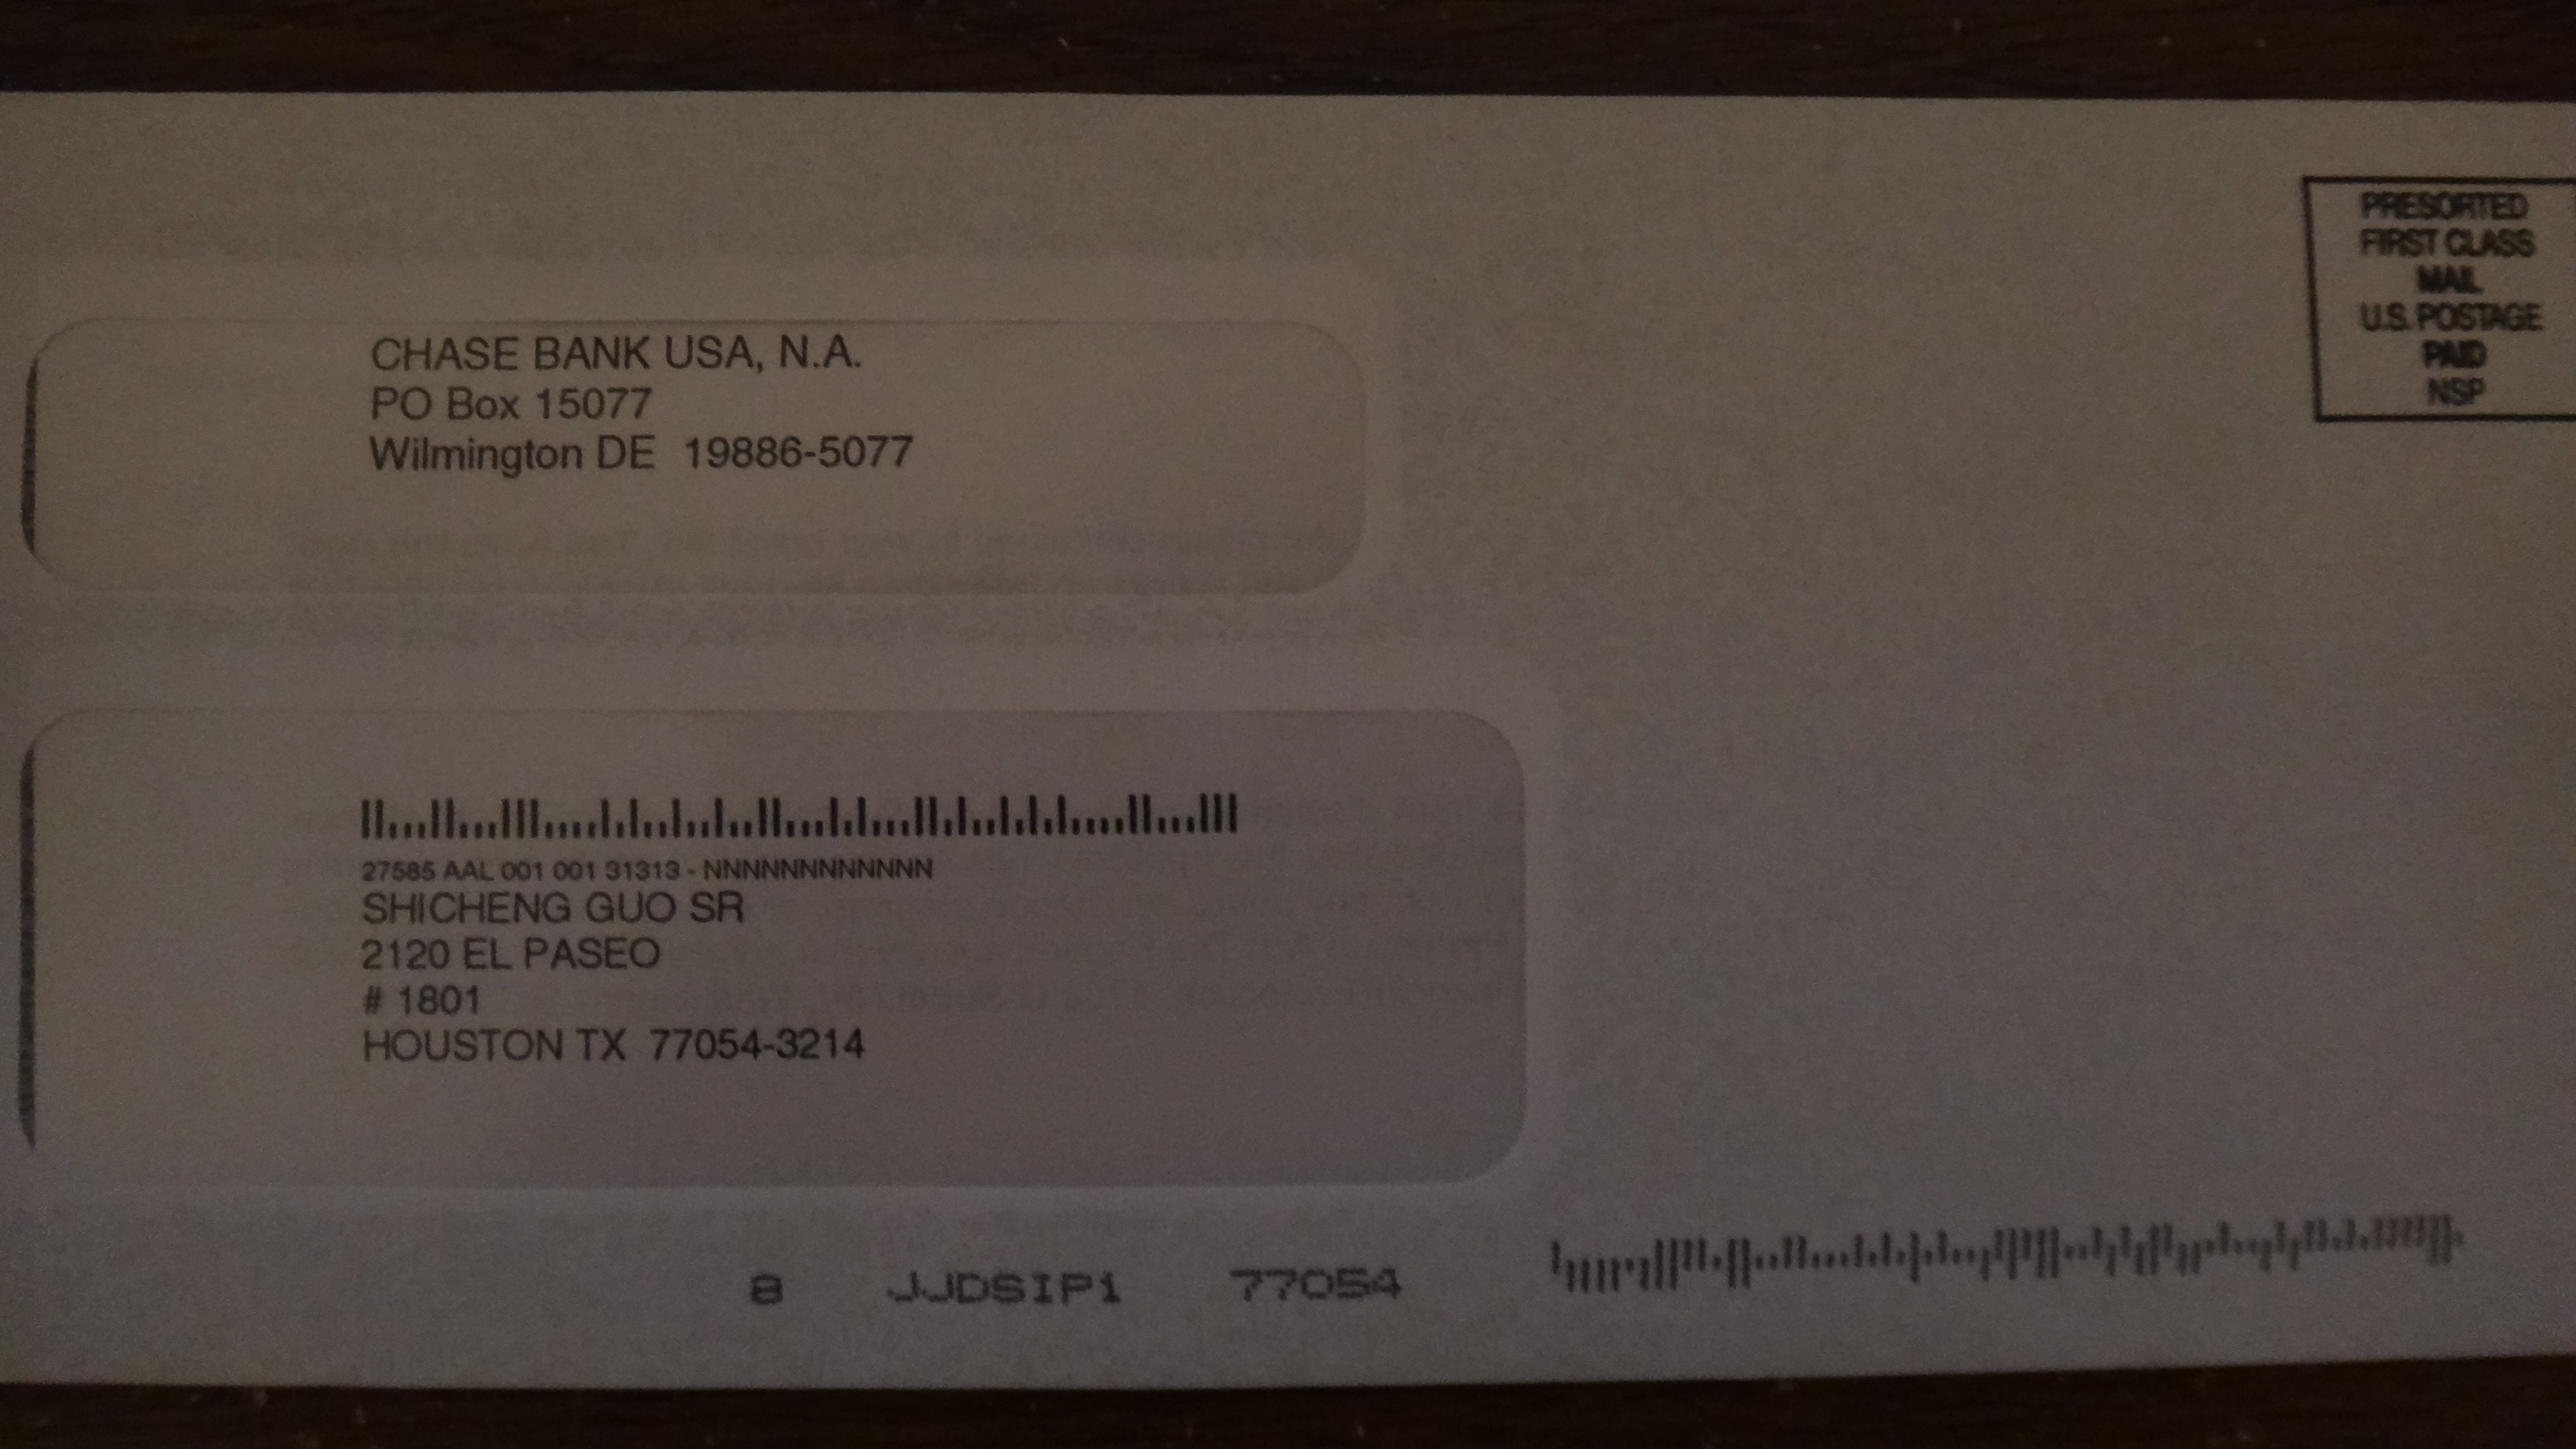 PRESORTED
FIRST CLASS
MAIL
U.S. POSTAGE
PAID
NSP
CHASE BANK USA, N.A.
PO Box 15077
Wilmington DE 19886-5077
27585 AAL 001 001 31313 - NNNNNNNNNNNN
SHICHENG GUO SR
2120 EL PASEO
# 1801
HOUSTON TX 77054-3214
8 JJDSIP1 77054